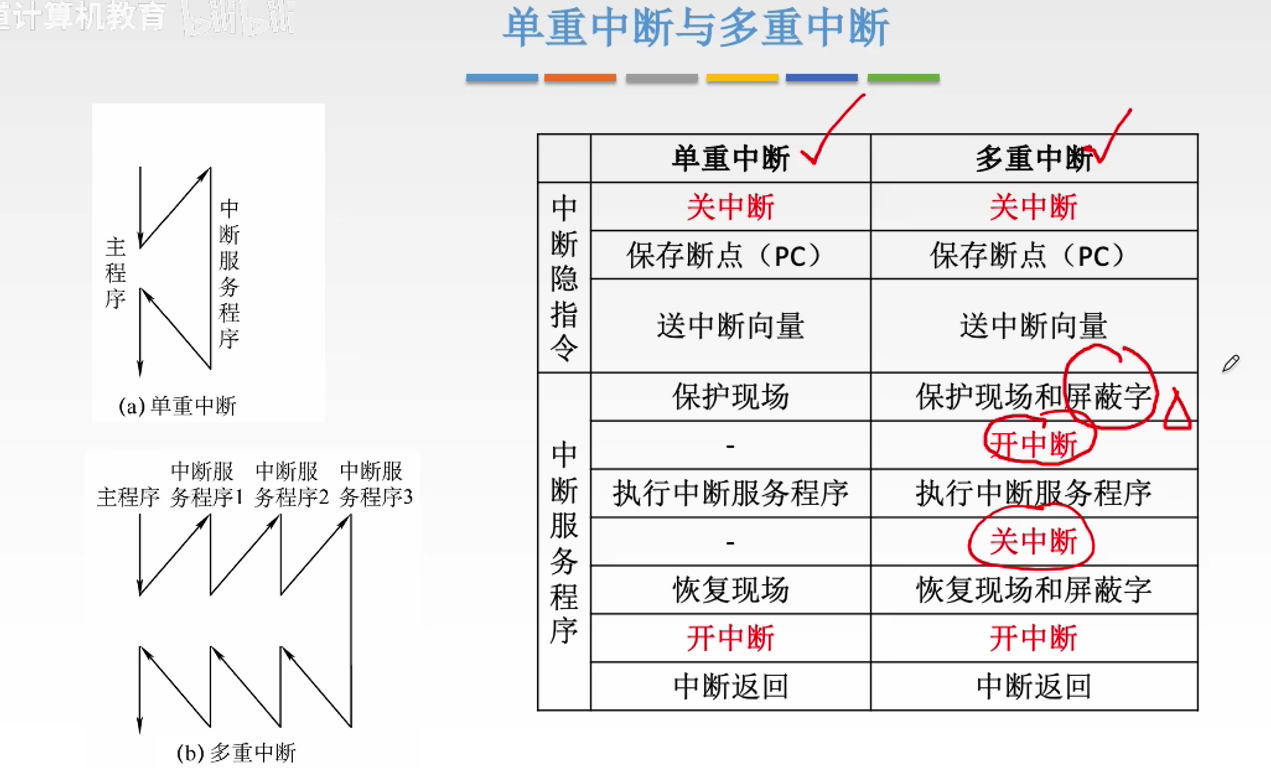 道计算机教育 bilibili
单重中断与多重中断
主程序
中断服务程序
(a)单重中断
主程序 中断服务程序1 中断服务程序2 中断服务程序3
(b)多重中断
单重中断 多重中断
中断隐指令
关中断 关中断
保存断点（PC） 保存断点（PC）
送中断向量 送中断向量
中断服务程序
保护现场 保护现场和屏蔽字
- 开中断
执行中断服务程序 执行中断服务程序
- 关中断
恢复现场 恢复现场和屏蔽字
开中断 开中断
中断返回 中断返回